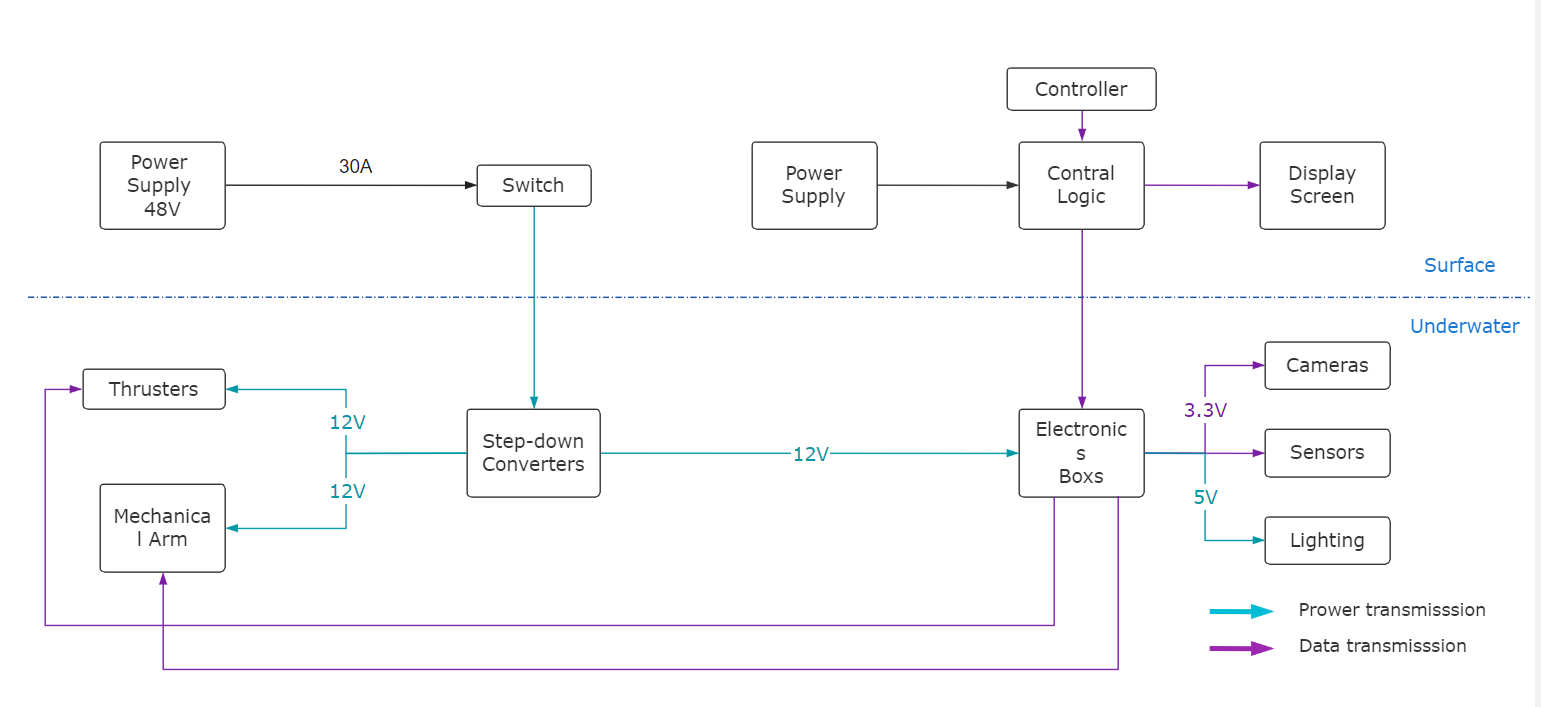 Controller
Power
Supply
48V
30A
Switch
Power
Supply
Contral
Logic
Display
Screen
Surface
Underwater
Thrusters
12V
12V
Mechanica
l Arm
Step-down
Converters
12V
Electronic
s
Boxs
3.3V
5V
Cameras
Sensors
Lighting
Prower transmisssion
Data transmisssion